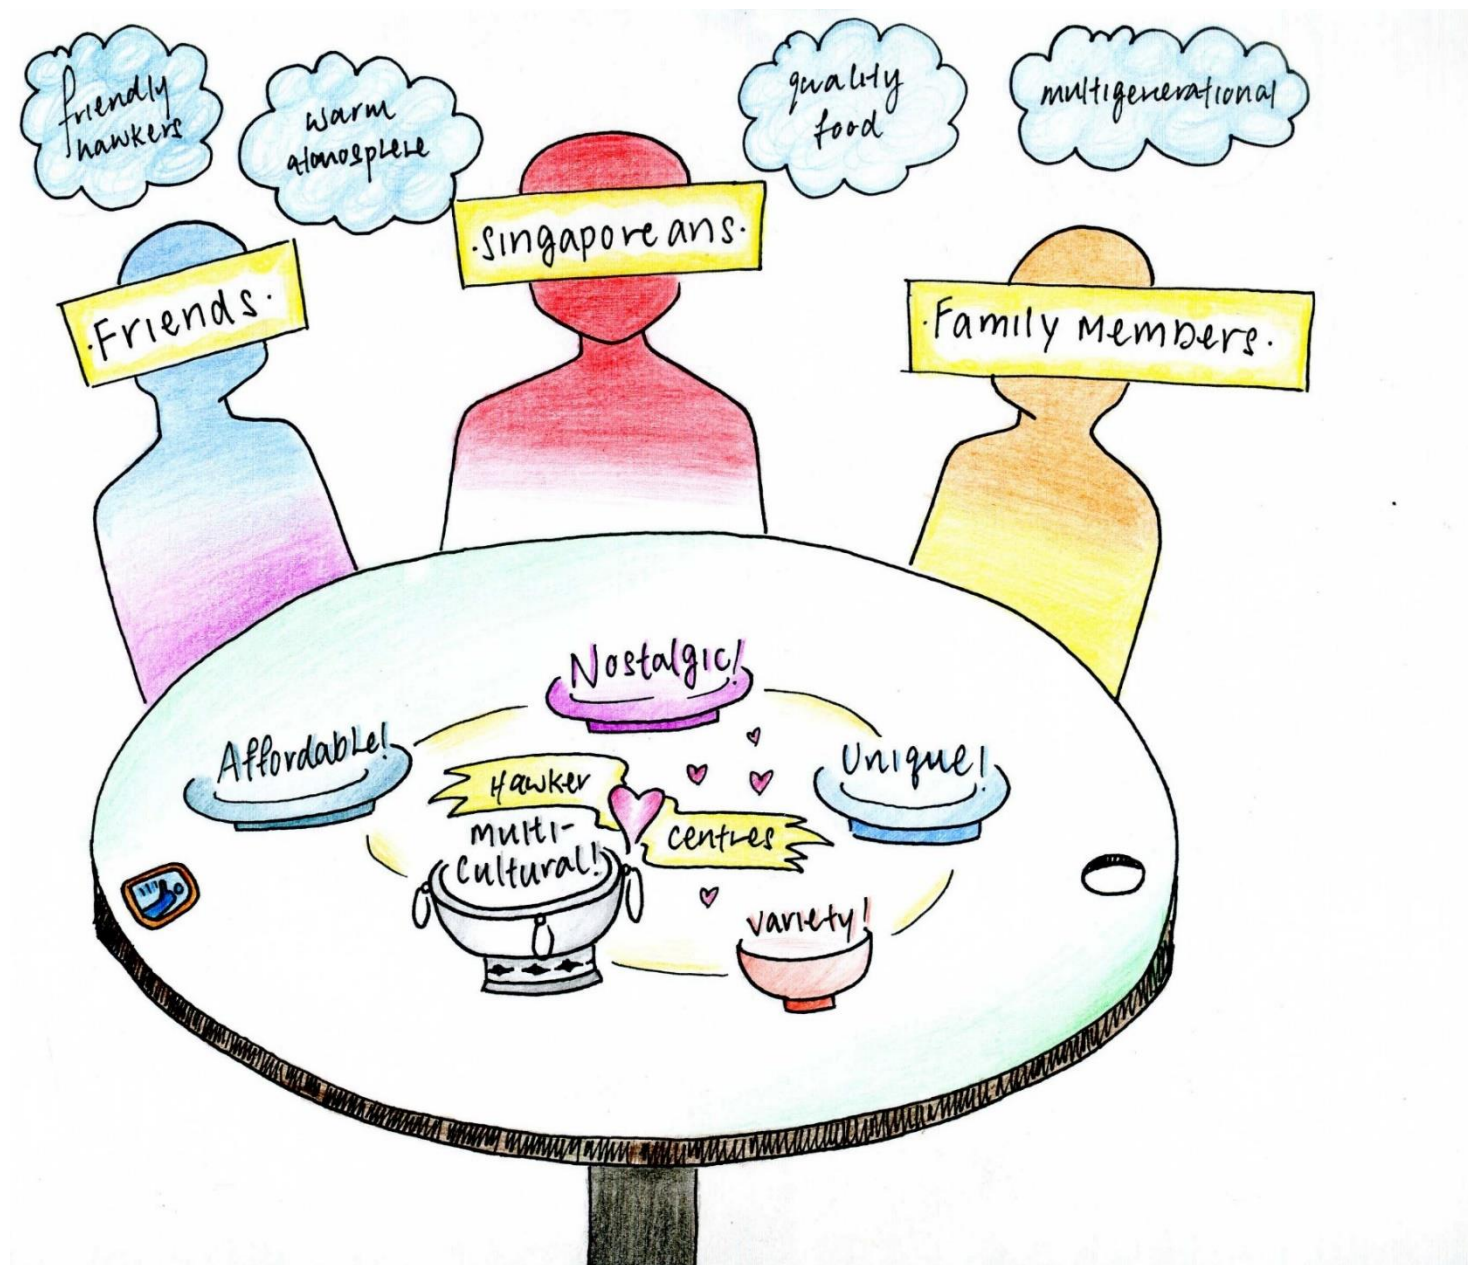 friendly
hawkers
warm
atmosphere
quality
food
multigenerational
·Friends·
·Singaporeans·
·Family Members·
Nostalgic!
Affordable!
Unique!
Hawker
Centres
Multi-
Cultural!
Variety!